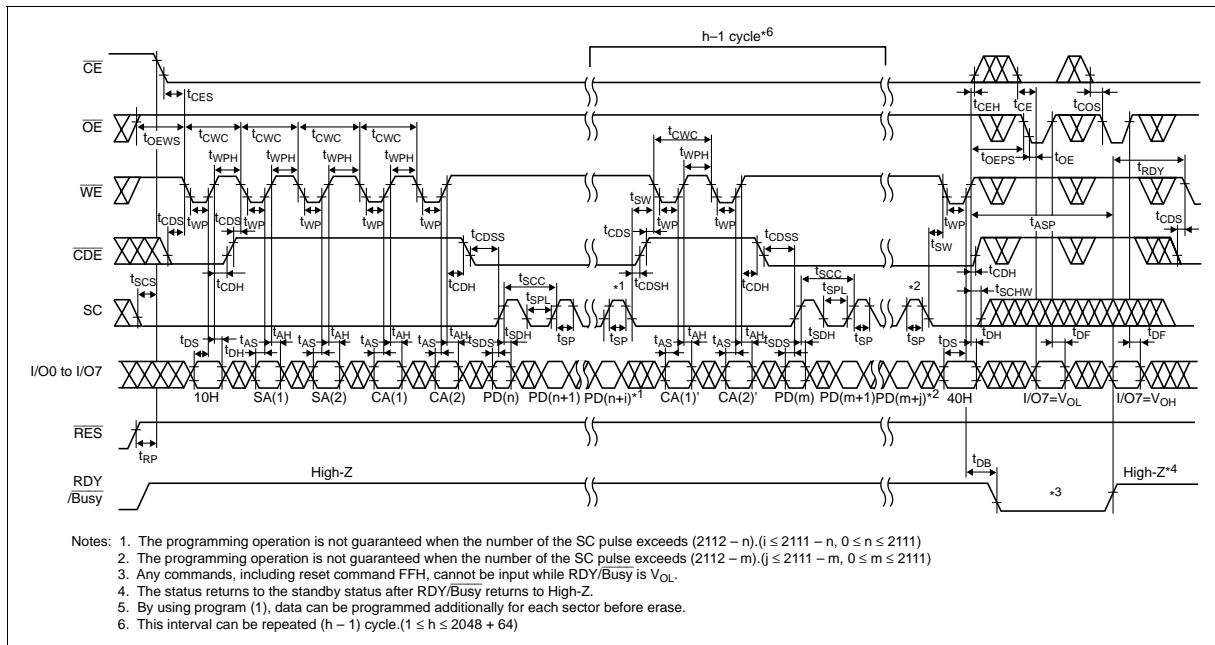 h–1 cycle*6
CE
tCES
tCEH
tCE
tCOS
OE
tOEWS
tCWC
tCWC
tCWC
tCWC
tCWC
tWPH
tWPH
tWPH
tWPH
tWPH
tOEPS
tOE
tRDY
WE
tCDS
tWP
tCDS
tWP
tWP
tWP
tWP
tSW
tWP
tWP
tWP
tASP
tCDS
CDE
tCDSS
tCDS
tCDSS
tSW
tSCS
tCDH
tCDH
tSCC
tCDSH
tCDH
tSCC
tCDH
tSPL
*1
tSPL
*2
tSCHW
SC
tDS
tDH
tAS
tAH
tAS
tAH
tAS
tAH
tAS
tAH
tSDS
tSDH
tSP
tSP
tAS
tAH
tAS
tAH
tSDS
tSDH
tSP
tSP
tDS
tDH
tDF
tDF
I/O0 to I/O7
10H SA(1) SA(2) CA(1) CA(2) PD(n) PD(n+1) PD(n+i)*1 CA(1)' CA(2)' PD(m) PD(m+1) PD(m+j)*2 40H I/O7=VOL I/O7=VOH
RES
tRP
tDB
RDY
/Busy
High-Z
*3
High-Z*4
Notes: 1. The programming operation is not guaranteed when the number of the SC pulse exceeds (2112 – n).(i ≤ 2111 – n, 0 ≤ n ≤ 2111)
2. The programming operation is not guaranteed when the number of the SC pulse exceeds (2112 – m).(j ≤ 2111 – m, 0 ≤ m ≤ 2111)
3. Any commands, including reset command FFH, cannot be input while RDY/Busy is VOL.
4. The status returns to the standby status after RDY/Busy returns to High-Z.
5. By using program (1), data can be programmed additionally for each sector before erase.
6. This interval can be repeated (h – 1) cycle.(1 ≤ h ≤ 2048 + 64)